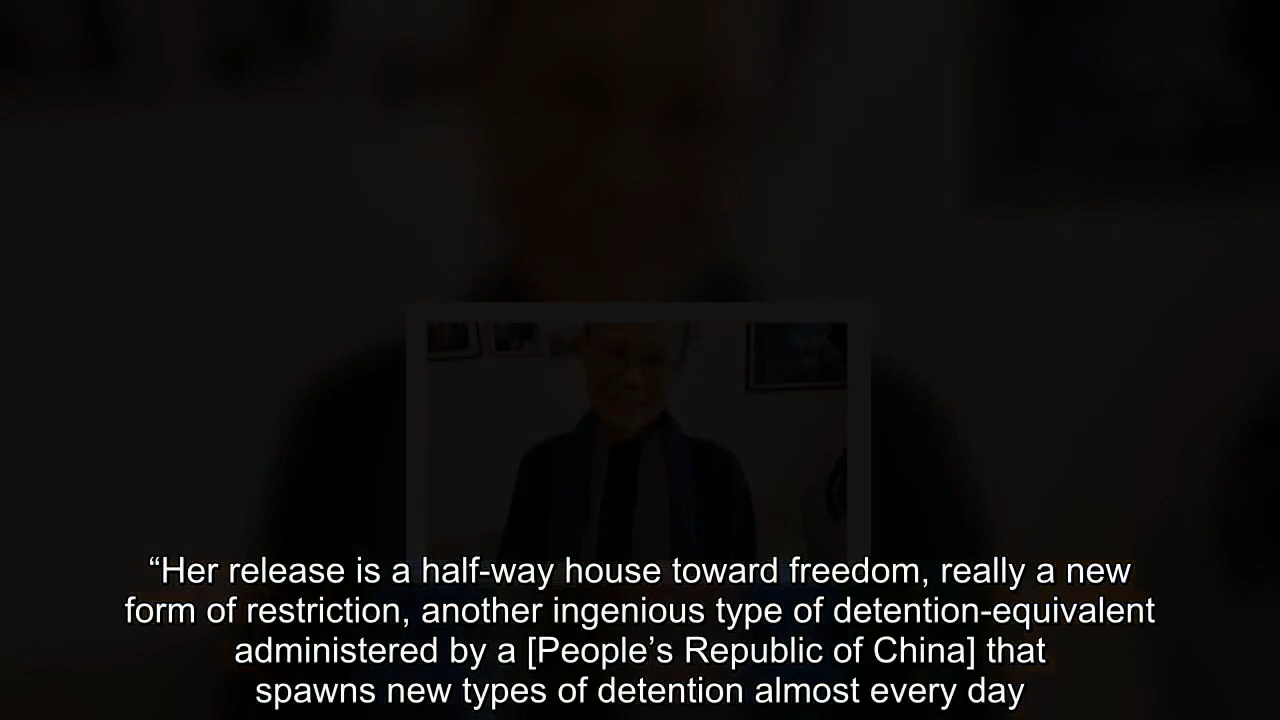 “Her release is a half-way house toward freedom, really a new
form of restriction, another ingenious type of detention-equivalent
administered by a [People’s Republic of China] that
spawns new types of detention almost every day